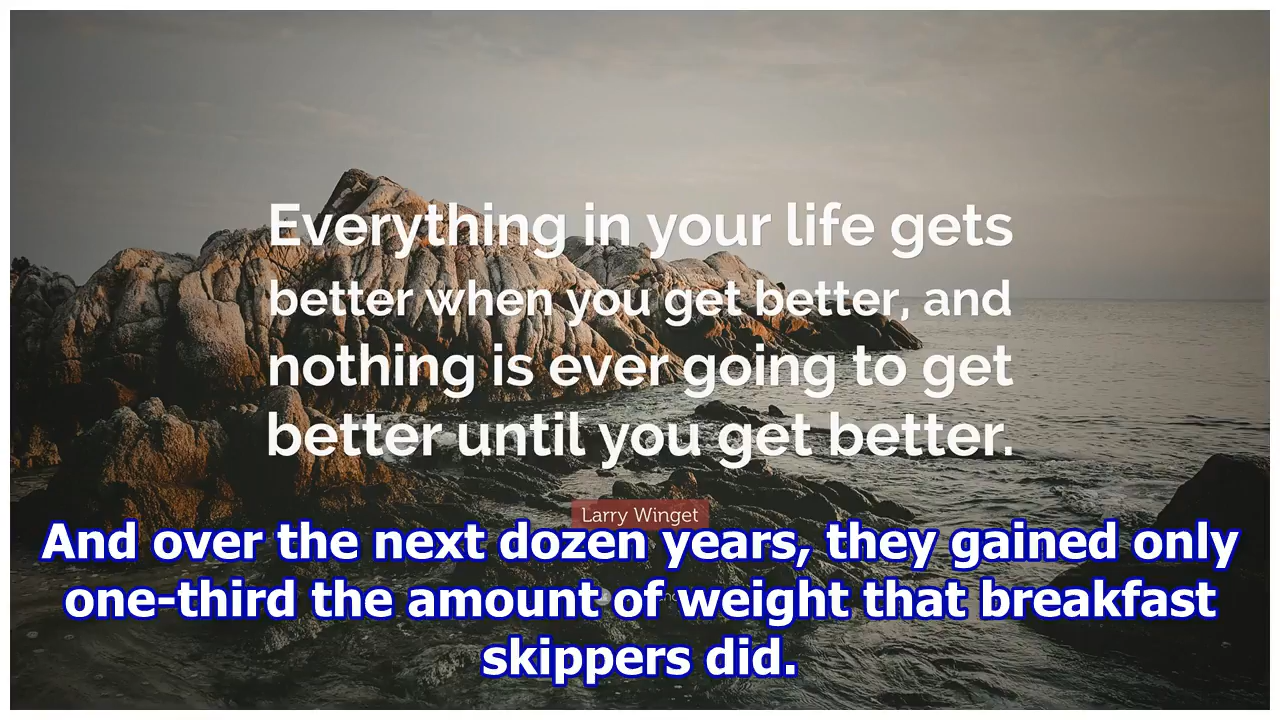 Everything in your life gets
better when you get better, and
nothing is ever going to get
better until you get better.
Larry Winget
And over the next dozen years, they gained only
one-third the amount of weight that breakfast
skippers did.